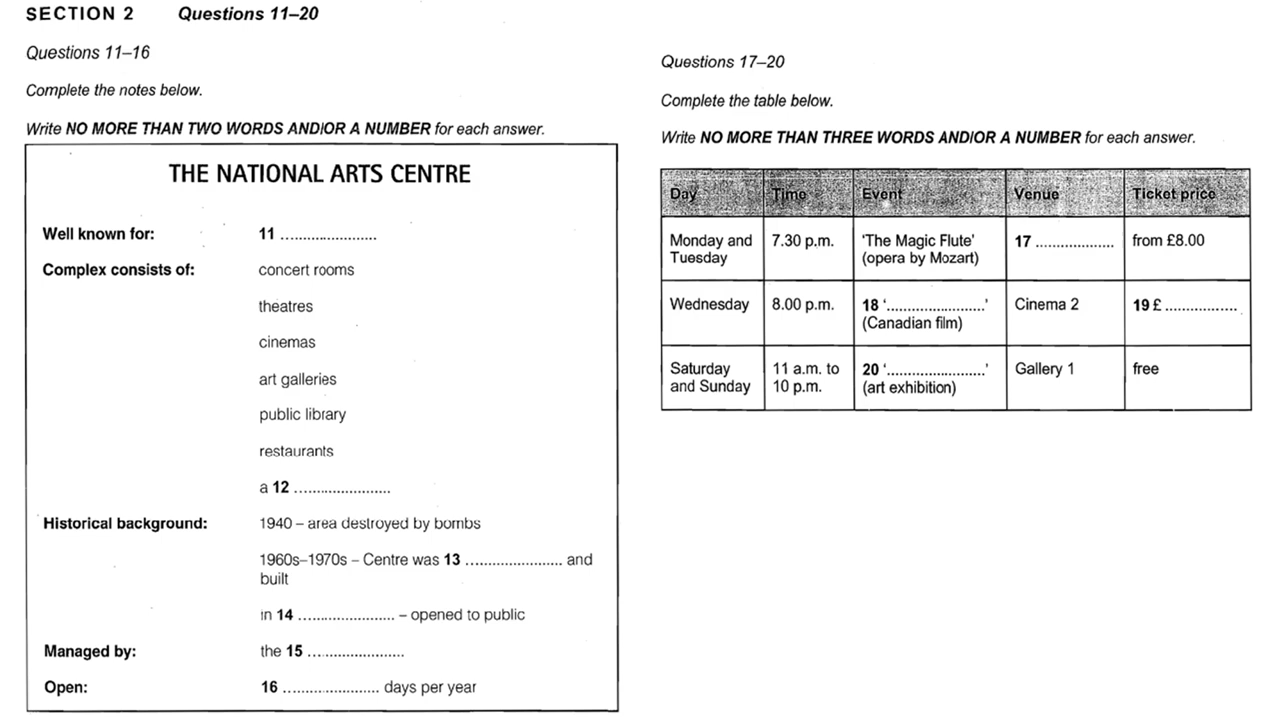 SECTION 2 Questions 11–20
Questions 11–16
Complete the notes below.
Write NO MORE THAN TWO WORDS AND/OR A NUMBER for each answer.
THE NATIONAL ARTS CENTRE
Well known for: 11 ......................
Complex consists of: concert rooms
theatres
cinemas
art galleries
public library
restaurants
a 12 ......................
Historical background: 1940 – area destroyed by bombs
1960s–1970s – Centre was 13 ...................... and
built
in 14 ...................... – opened to public
Managed by: the 15 ......................
Open: 16 ...................... days per year
Questions 17–20
Complete the table below.
Write NO MORE THAN THREE WORDS AND/OR A NUMBER for each answer.
Day Time Event Venue Ticket price
Monday and 7.30 p.m. 'The Magic Flute' 17 .................. from £8.00
Tuesday (opera by Mozart)
Wednesday 8.00 p.m. 18 '.......................' Cinema 2 19 £ .................
(Canadian film)
Saturday 11 a.m. to 20 '.......................' Gallery 1 free
and Sunday 10 p.m. (art exhibition)